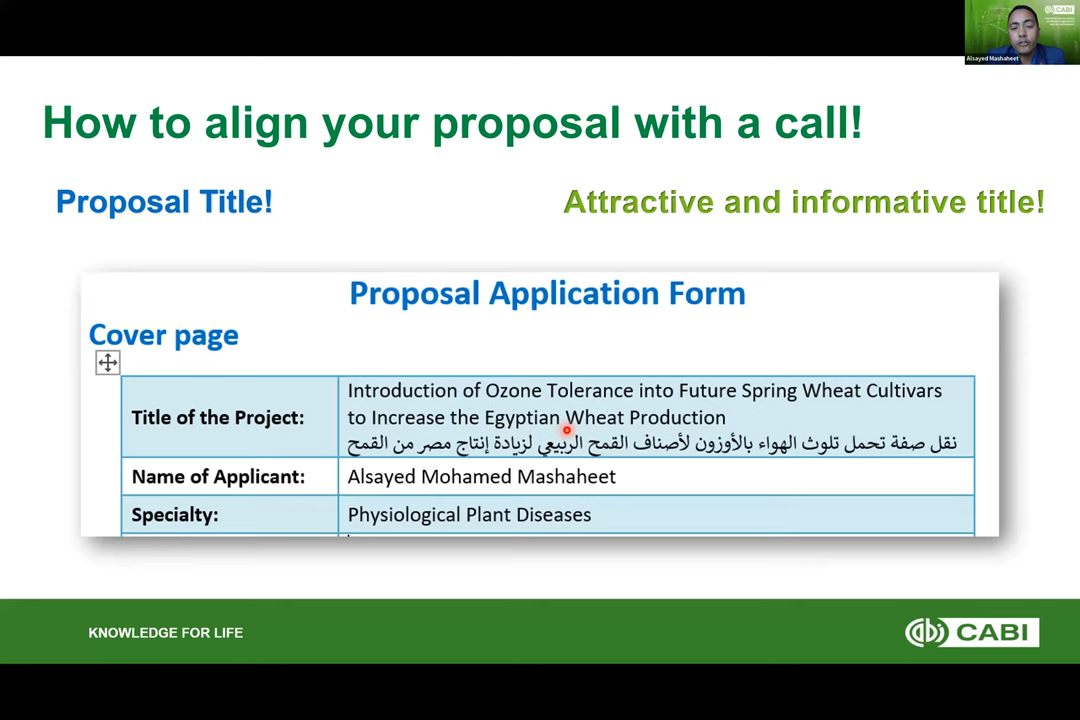 CABI
Alsayed Mashaheet
How to align your proposal with a call!
Proposal Title!
Attractive and informative title!
Proposal Application Form
Cover page
Title of the Project:
Introduction of Ozone Tolerance into Future Spring Wheat Cultivars
to Increase the Egyptian Wheat Production
نقل صفة تحمل تلوث الهواء بالأوزون لأصناف القمح الربيعي لزيادة إنتاج مصر من القمح
Name of Applicant:
Alsayed Mohamed Mashaheet
Specialty:
Physiological Plant Diseases
KNOWLEDGE FOR LIFE
CABI